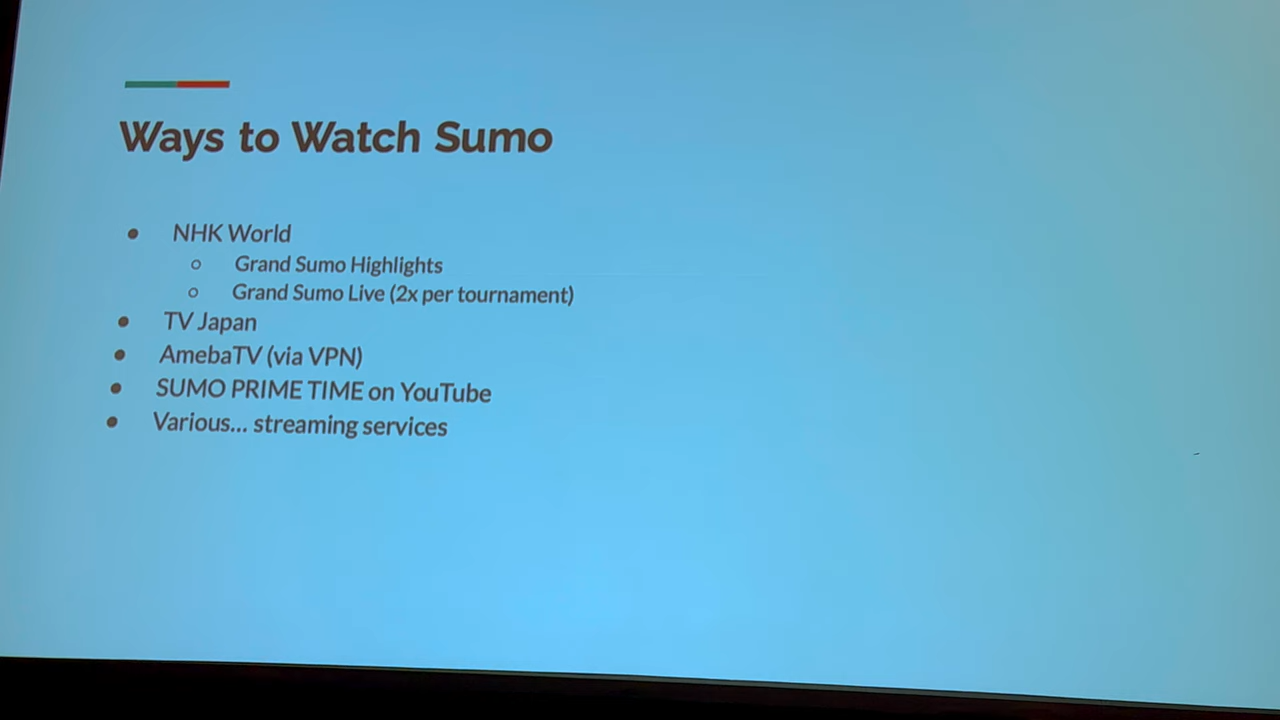 Ways to Watch Sumo
● NHK World
○ Grand Sumo Highlights
○ Grand Sumo Live (2x per tournament)
● TV Japan
● AmebaTV (via VPN)
● SUMO PRIME TIME on YouTube
● Various... streaming services